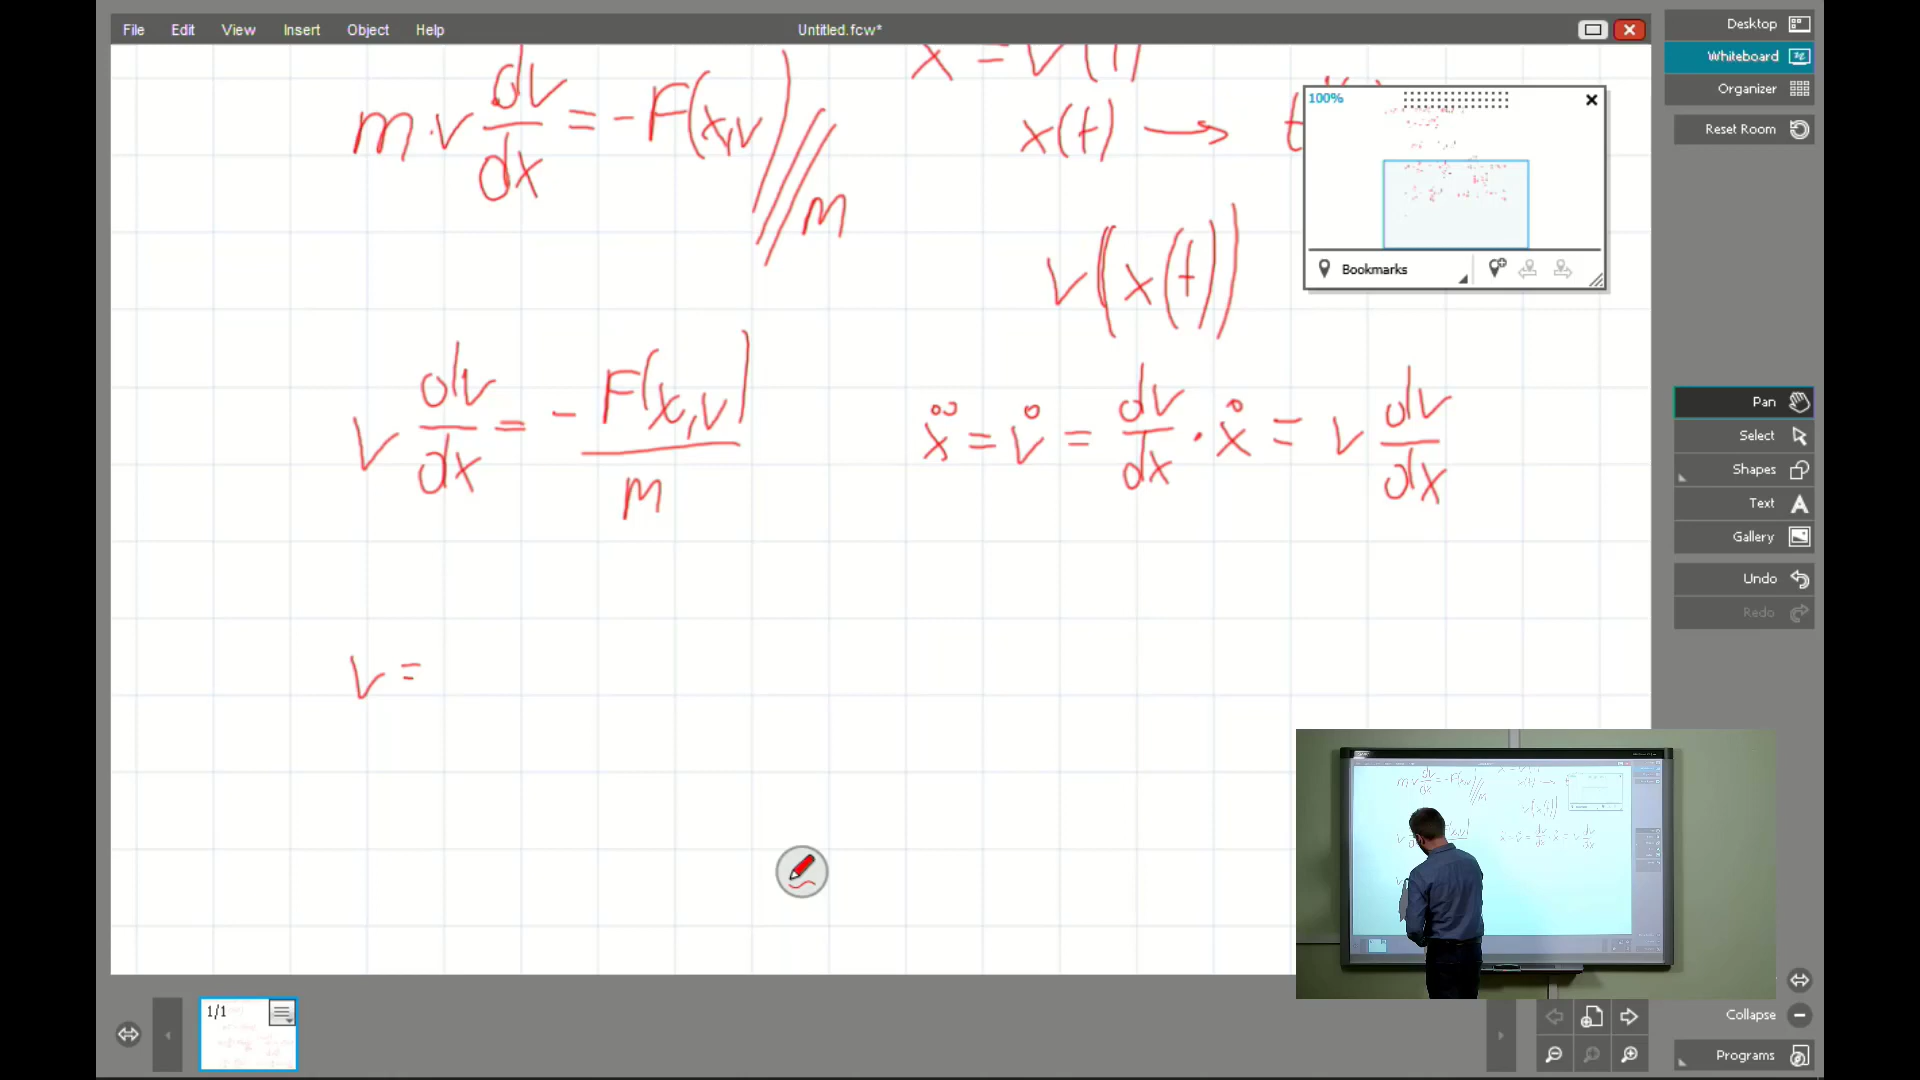 File Edit View Insert Object Help Untitled.fcw*
Desktop
Whiteboard
Organizer
Reset Room
ẋ = v(t)
m·v dv/dx = -F(x,v) // m
x(t) → t
100%
Bookmarks
v(x(t))
v dv/dx = - F(x,v)/m
ẍ = v̇ = dv/dx · ẋ = v dv/dx
Pan
Select
Shapes
Text
Gallery
Undo
Redo
v =
1/1
Collapse
Programs